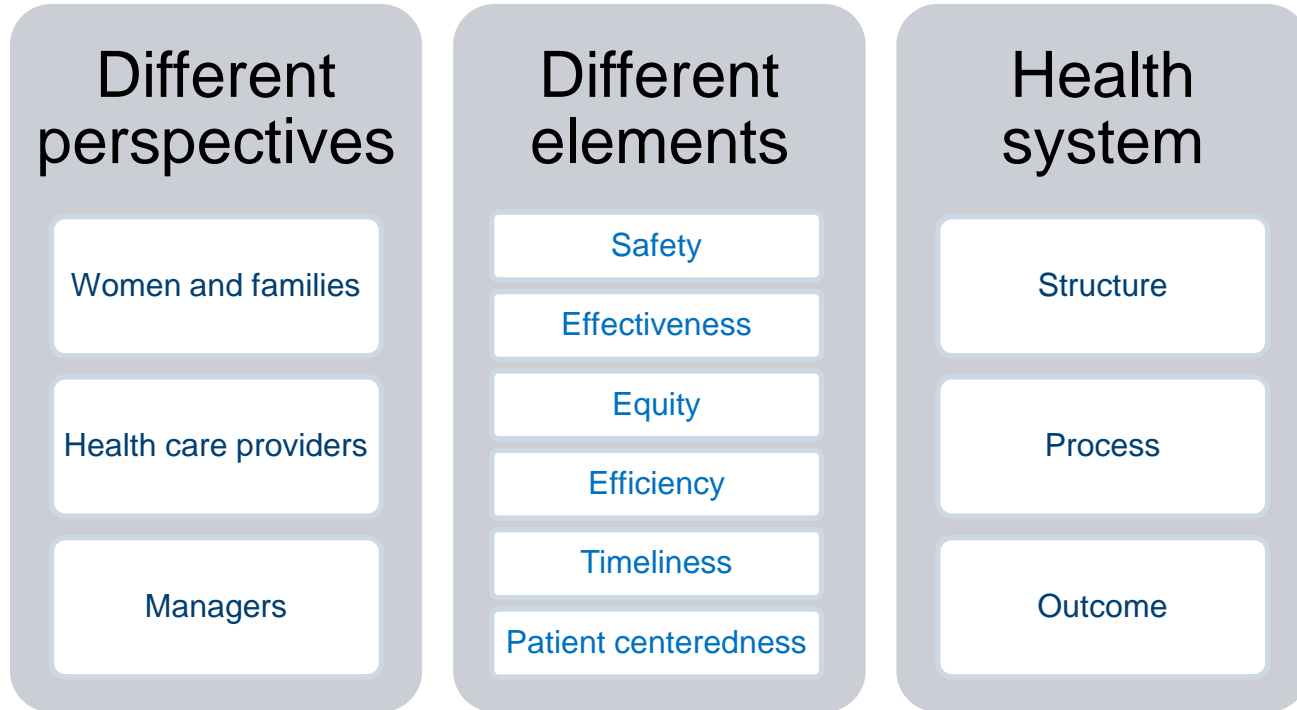 Different
perspectives
Women and families
Health care providers
Managers
Different
elements
Safety
Effectiveness
Equity
Efficiency
Timeliness
Patient centeredness
Health
system
Structure
Process
Outcome